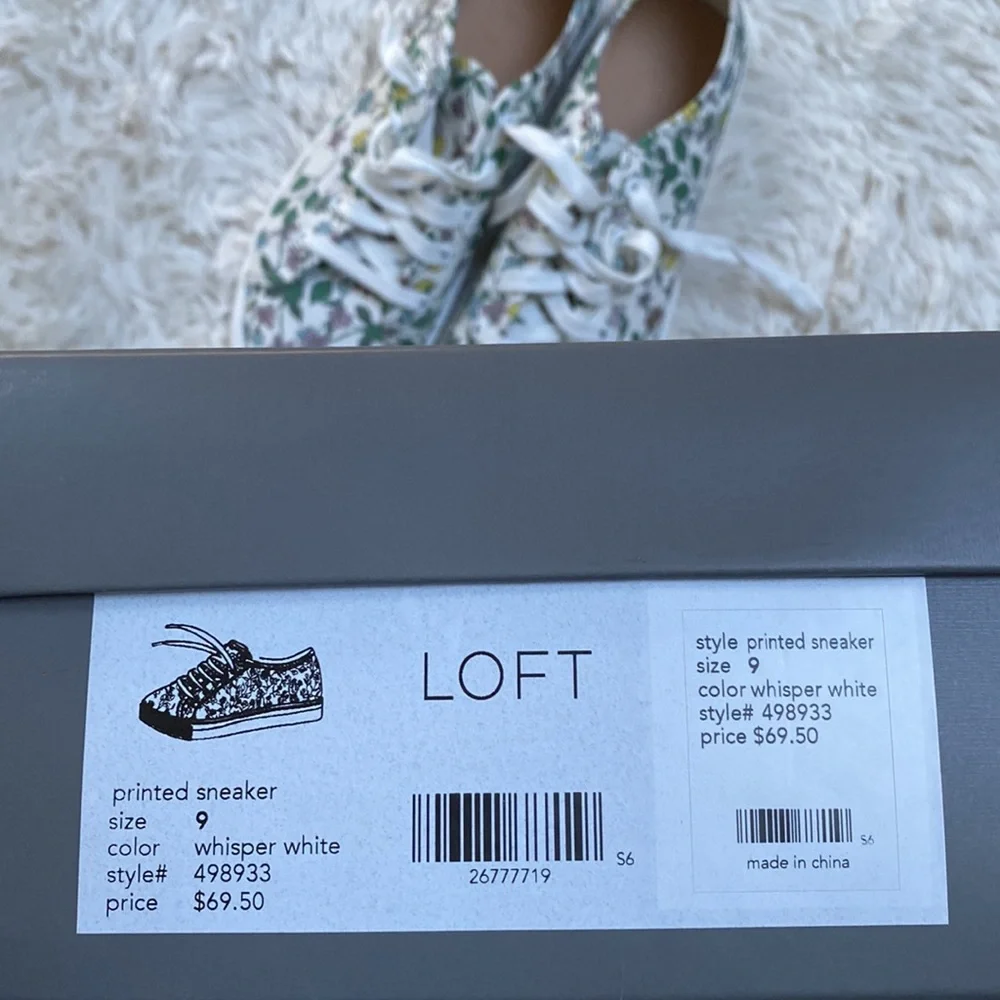 LOFT
printed sneaker
size 9
color whisper white
style# 498933
price $69.50
26777719
S6
style printed sneaker
size 9
color whisper white
style# 498933
price $69.50
S6
made in china